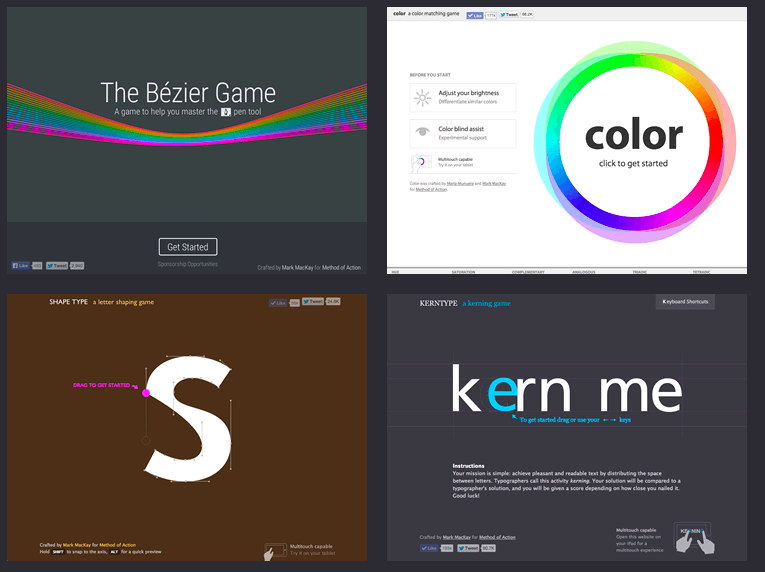 The Bézier Game
A game to help you master the pen tool
Get Started
Sponsorship Opportunities
Like
Tweet
Crafted by Mark MacKay for Method of Action
color a color matching game
Like
Tweet
BEFORE YOU START
Adjust your brightness
Differentiate similar colors
Color blind assist
Experimental support
Multitouch capable
Try it on your tablet
Color was crafted by Maria Munuera and Mark MacKay
for Method of Action.
color
click to get started
HUE SATURATION COMPLEMENTARY ANALOGOUS TRIADIC TETRADIC
SHAPE TYPE a letter shaping game
Like
Tweet
DRAG TO GET STARTED
S
Crafted by Mark MacKay for Method of Action
Hold SHIFT to snap to the axis, ALT for a quick preview
Multitouch capable
Try it on your tablet
KERNTYPE a kerning game
Keyboard Shortcuts
kern me
To get started drag or use your ←→ keys
Instructions
Your mission is simple: achieve pleasant and readable text by distributing the space
between letters. Typographers call this activity kerning. Your solution will be compared to a
typographer's solution, and you will be given a score depending on how close you nailed it.
Good luck!
Crafted by Mark MacKay for Method of Action
Like
Tweet
Multitouch capable
Open this website on
your iPad for a
multitouch experience